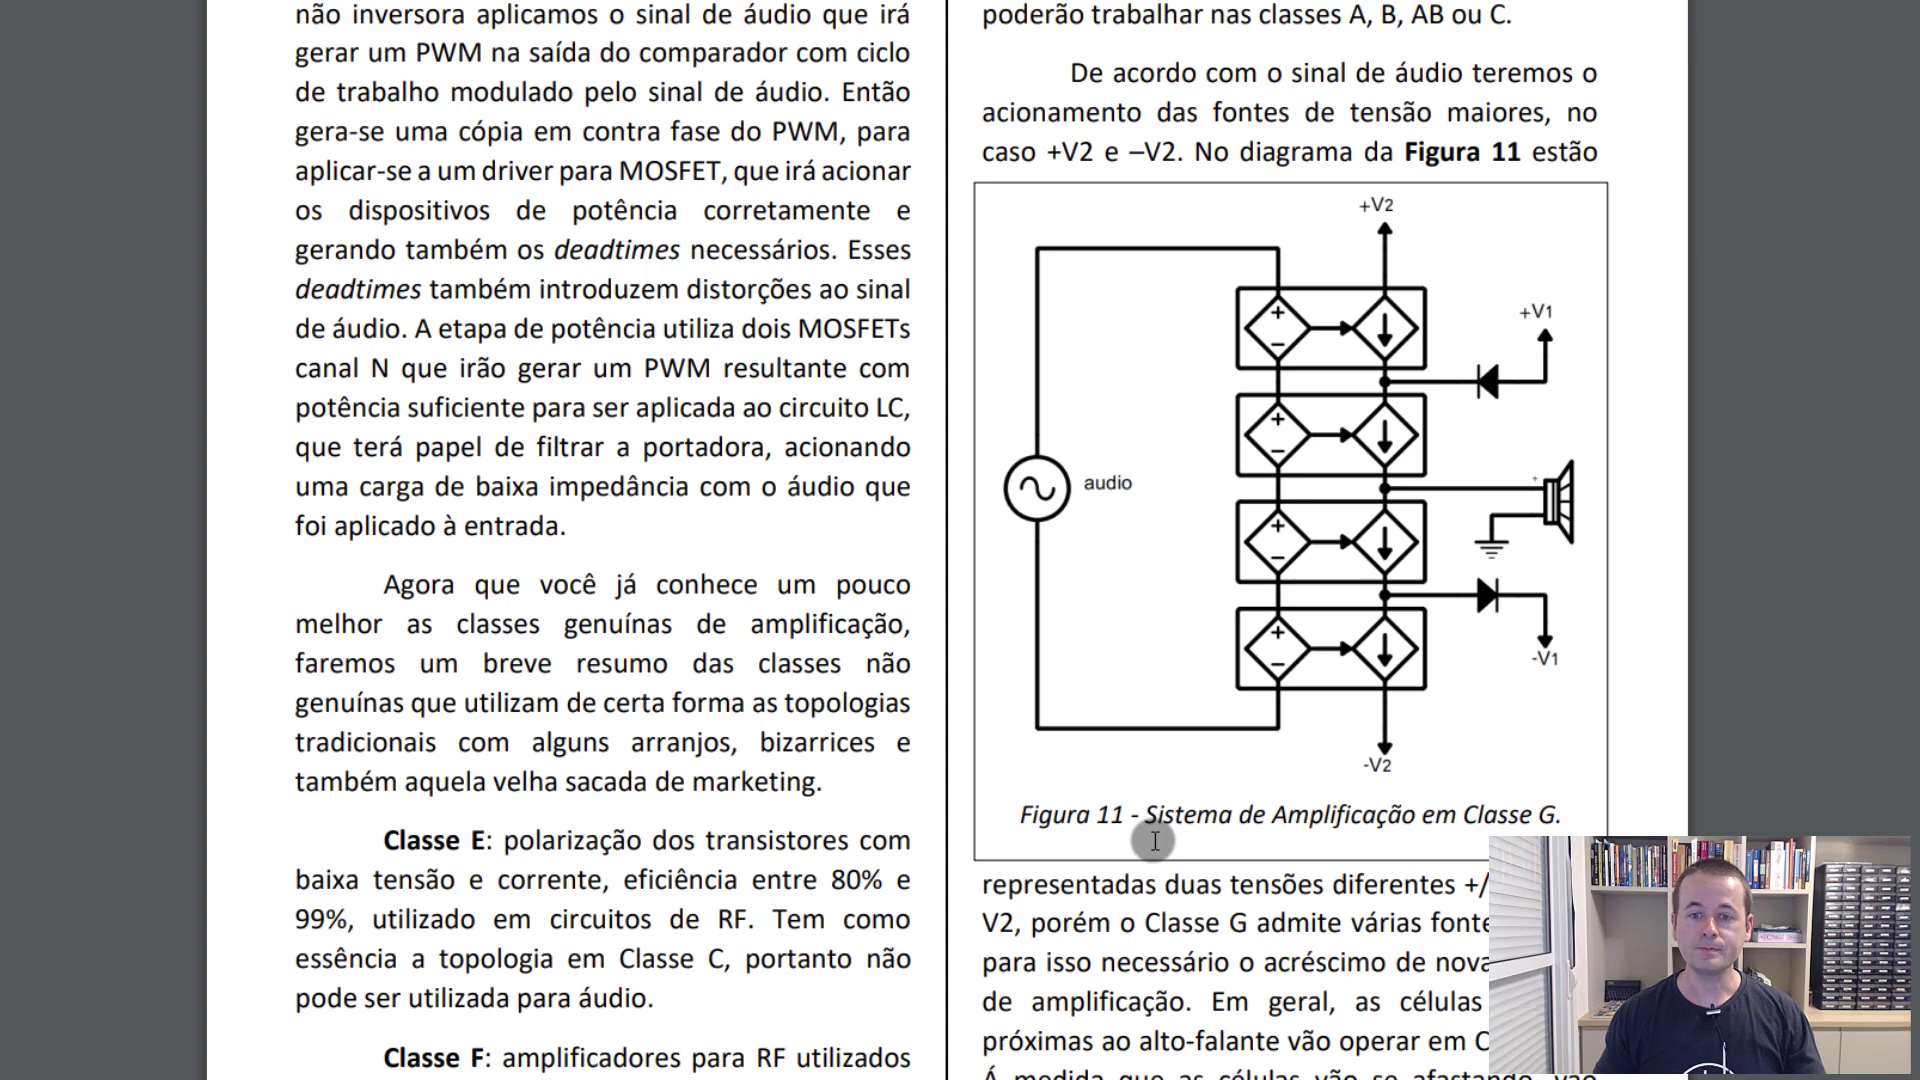 não inversora aplicamos o sinal de áudio que irá
gerar um PWM na saída do comparador com ciclo
de trabalho modulado pelo sinal de áudio. Então
gera-se uma cópia em contra fase do PWM, para
aplicar-se a um driver para MOSFET, que irá acionar
os dispositivos de potência corretamente e
gerando também os deadtimes necessários. Esses
deadtimes também introduzem distorções ao sinal
de áudio. A etapa de potência utiliza dois MOSFETs
canal N que irão gerar um PWM resultante com
potência suficiente para ser aplicada ao circuito LC,
que terá papel de filtrar a portadora, acionando
uma carga de baixa impedância com o áudio que
foi aplicado à entrada.
Agora que você já conhece um pouco
melhor as classes genuínas de amplificação,
faremos um breve resumo das classes não
genuínas que utilizam de certa forma as topologias
tradicionais com alguns arranjos, bizarrices e
também aquela velha sacada de marketing.
Classe E: polarização dos transistores com
baixa tensão e corrente, eficiência entre 80% e
99%, utilizado em circuitos de RF. Tem como
essência a topologia em Classe C, portanto não
pode ser utilizada para áudio.
Classe F: amplificadores para RF utilizados
poderão trabalhar nas classes A, B, AB ou C.
De acordo com o sinal de áudio teremos o
acionamento das fontes de tensão maiores, no
caso +V2 e –V2. No diagrama da Figura 11 estão
+V2
+V1
audio
-V1
-V2
Figura 11 - Sistema de Amplificação em Classe G.
representadas duas tensões diferentes +/
V2, porém o Classe G admite várias fonte
para isso necessário o acréscimo de nova
de amplificação. Em geral, as células
próximas ao alto-falante vão operar em C
Á medida que as células vão se afastando, vão